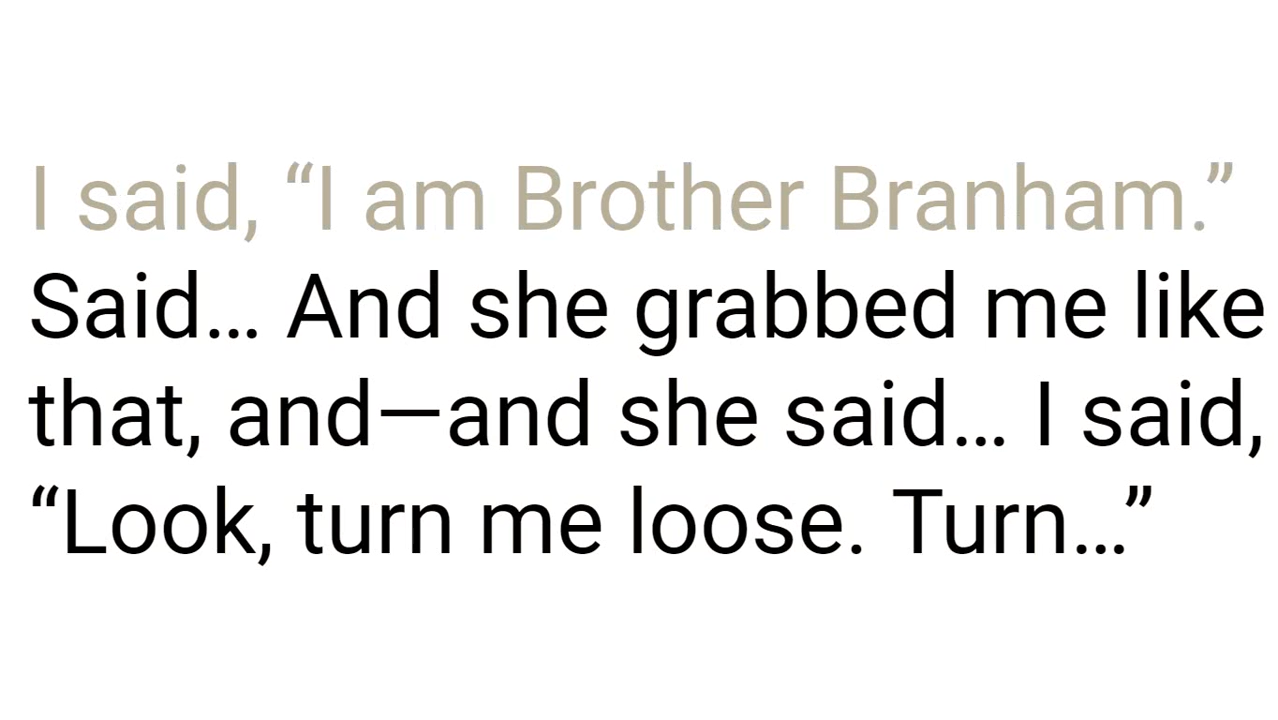 I said, “I am Brother Branham.”
Said… And she grabbed me like
that, and—and she said… I said,
“Look, turn me loose. Turn…”